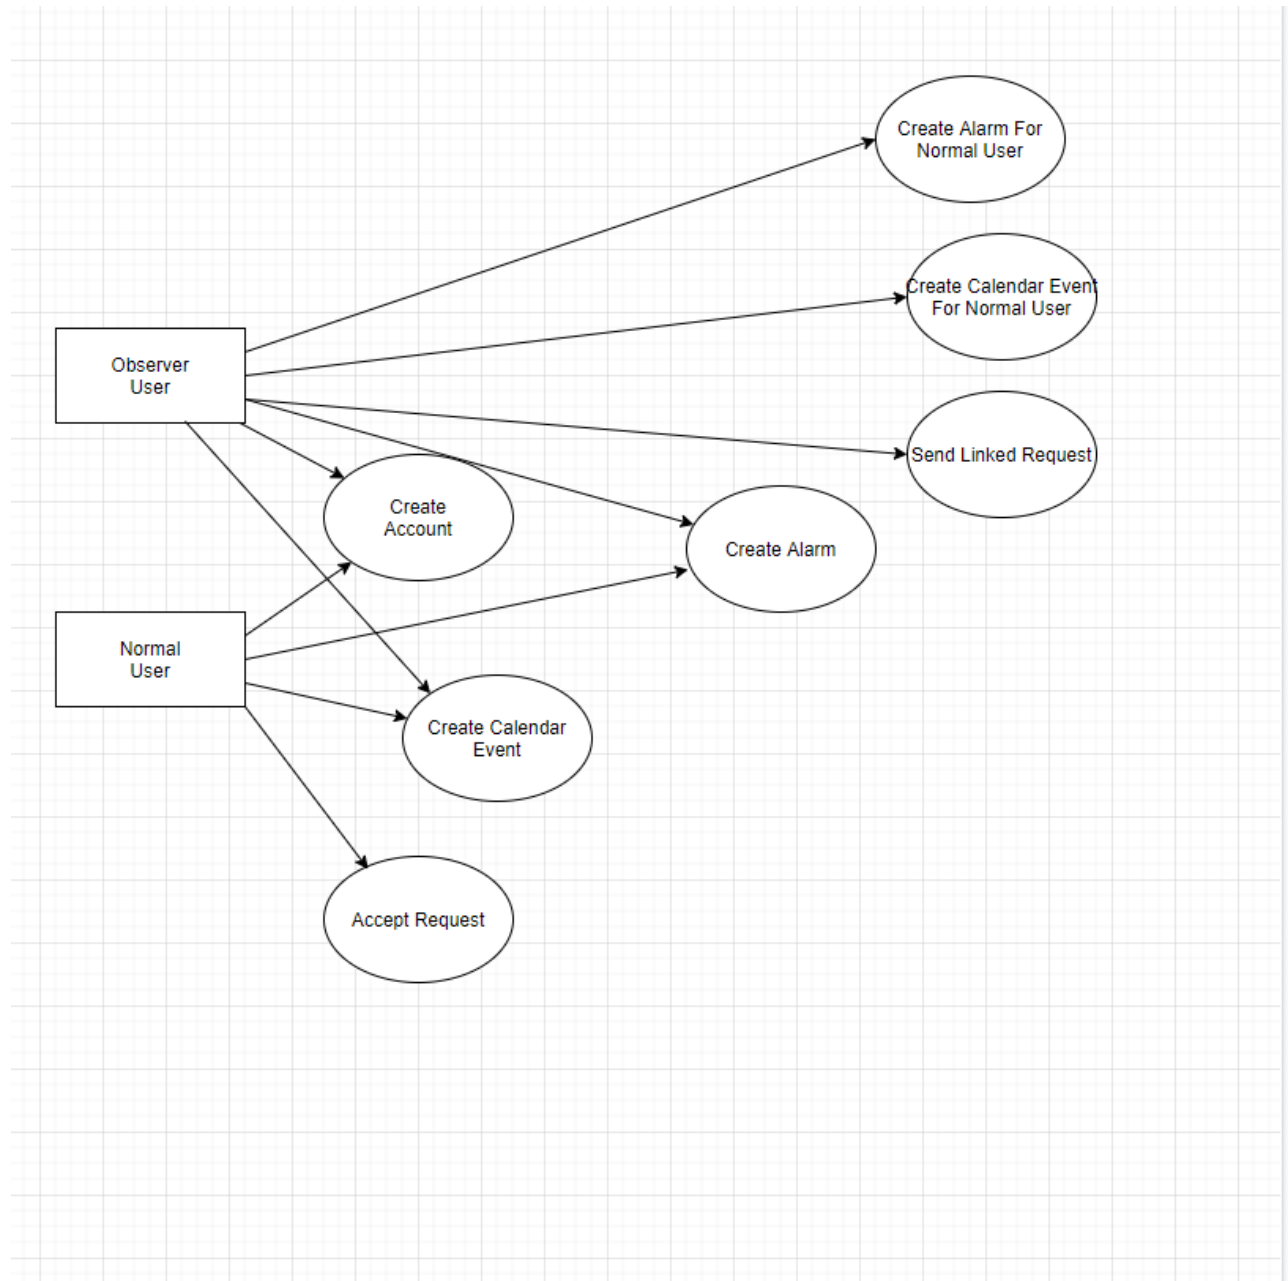 Create Alarm For
Normal User
Create Calendar Event
For Normal User
Observer
User
Send Linked Request
Create
Account
Create Alarm
Normal
User
Create Calendar
Event
Accept Request